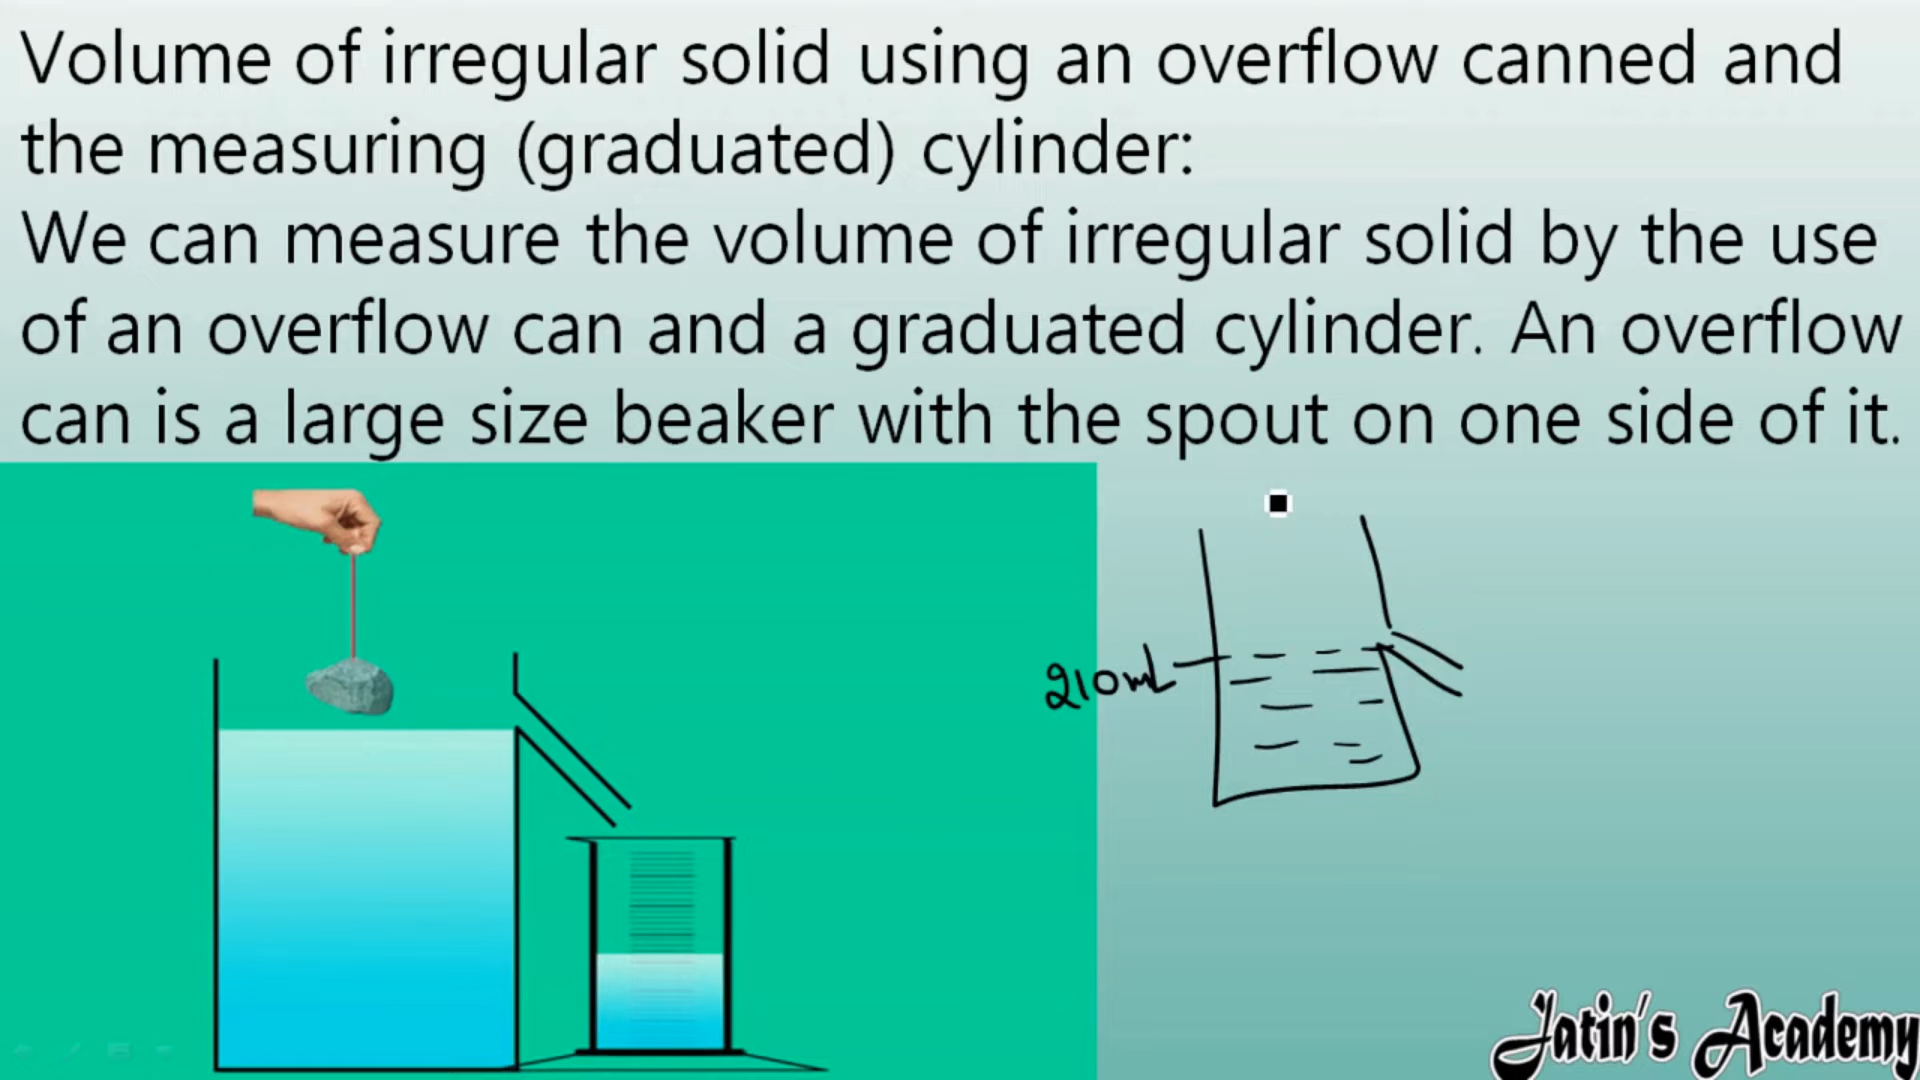 Volume of irregular solid using an overflow canned and
the measuring (graduated) cylinder:
We can measure the volume of irregular solid by the use
of an overflow can and a graduated cylinder. An overflow
can is a large size beaker with the spout on one side of it.
210mL
Jatin's Academy